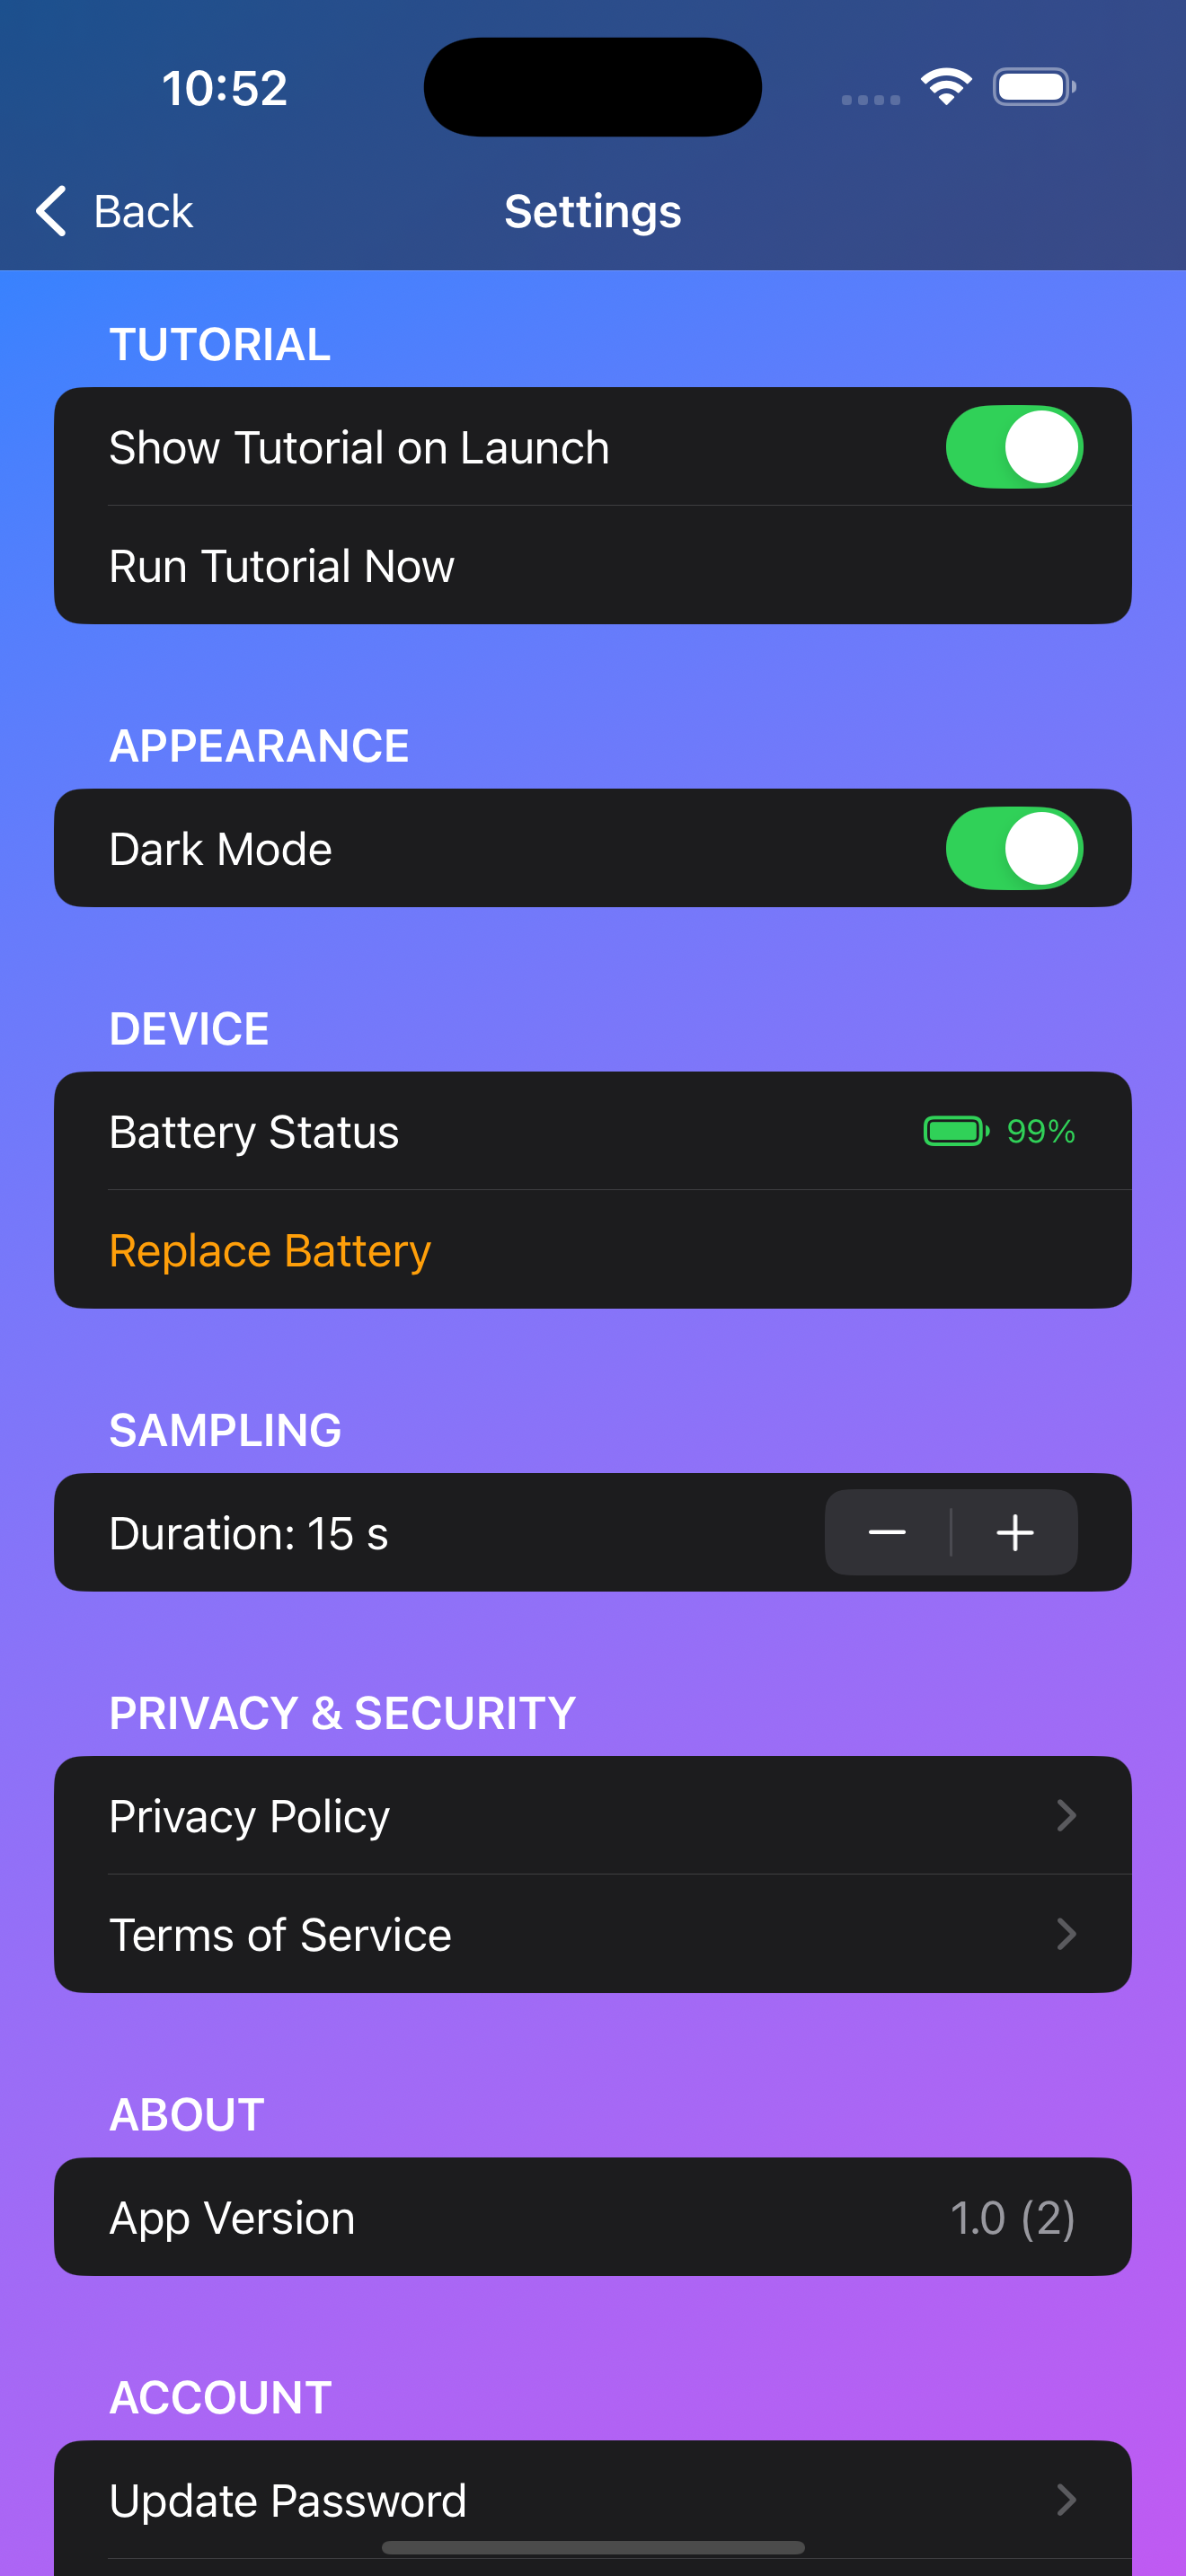 10:52
Back
Settings
TUTORIAL
Show Tutorial on Launch
Run Tutorial Now
APPEARANCE
Dark Mode
DEVICE
Battery Status 99%
Replace Battery
SAMPLING
Duration: 15 s
PRIVACY & SECURITY
Privacy Policy
Terms of Service
ABOUT
App Version 1.0 (2)
ACCOUNT
Update Password